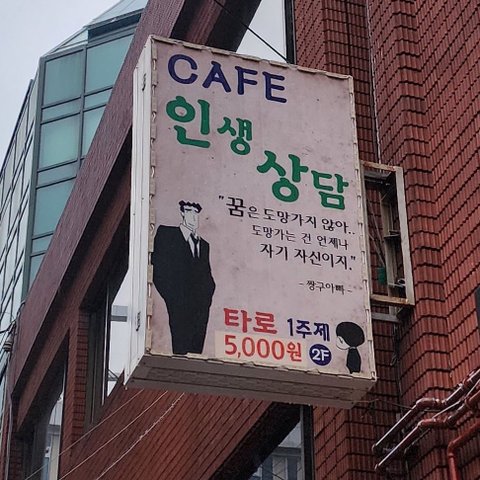 CAFE
인생
상담
"꿈은 도망가지 않아..
도망가는 건 언제나
자기 자신이지."
- 짱구아빠 -
타로 1주제
5,000원 2F